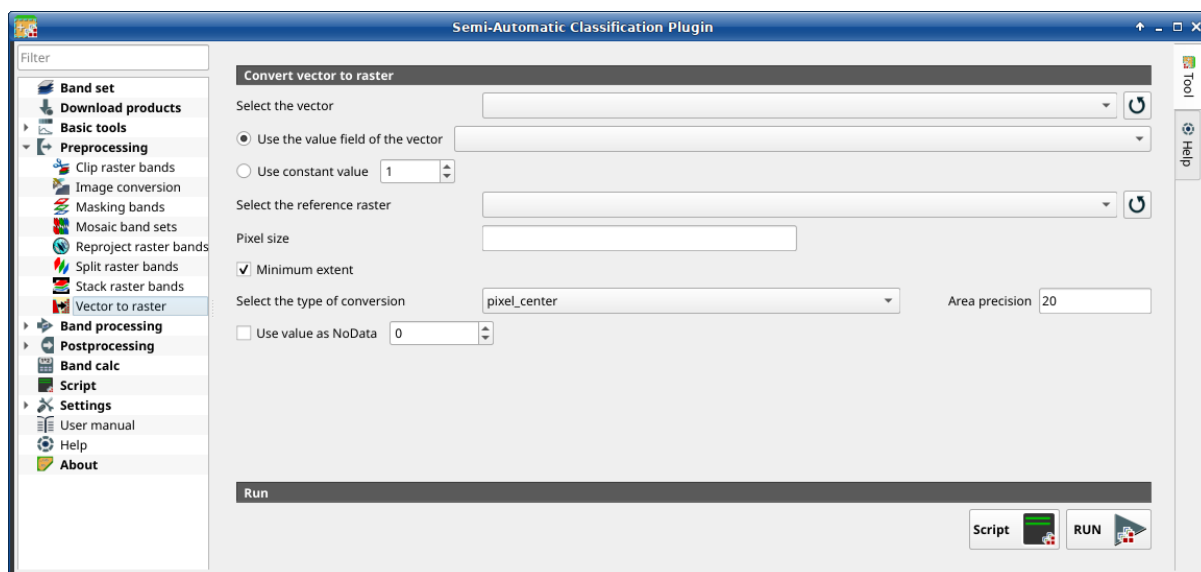 Semi-Automatic Classification Plugin
Filter
Band set
Download products
Basic tools
Preprocessing
Clip raster bands
Image conversion
Masking bands
Mosaic band sets
Reproject raster bands
Split raster bands
Stack raster bands
Vector to raster
Band processing
Postprocessing
Band calc
Script
Settings
User manual
Help
About
Convert vector to raster
Select the vector
Use the value field of the vector
Use constant value 1
Select the reference raster
Pixel size
Minimum extent
Select the type of conversion pixel_center Area precision 20
Use value as NoData 0
Run
Script RUN
Tool
Help